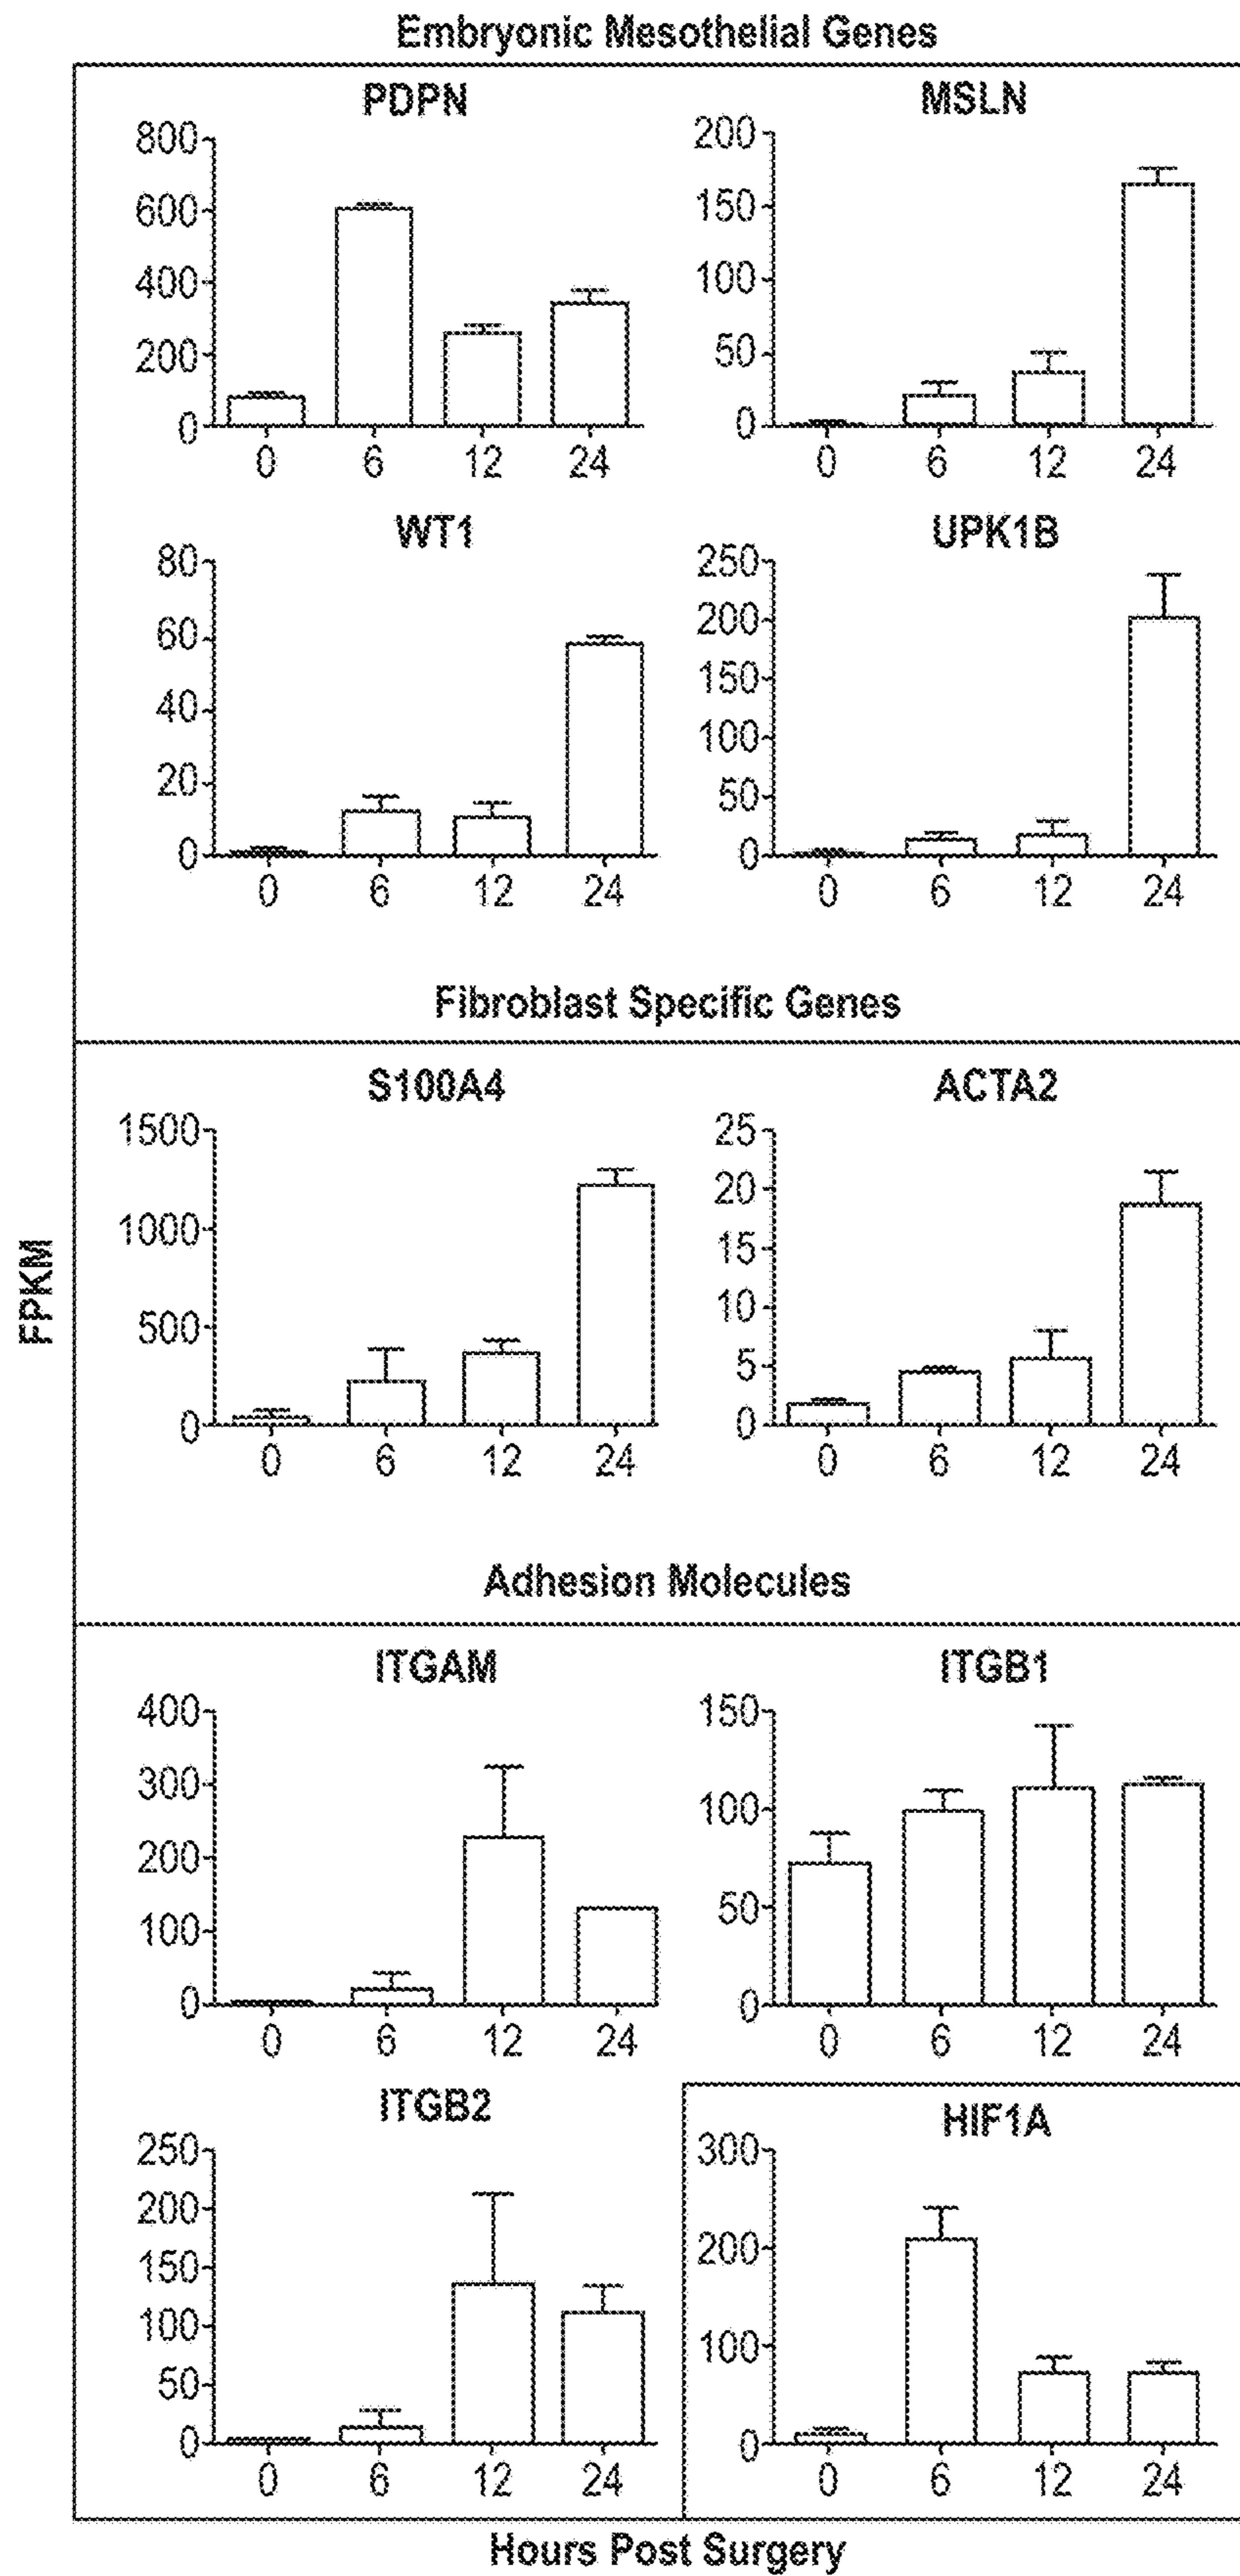 Embryonic Mesothelial Genes
PDPN
800
600
400
200
0
0 6 12 24
MSLN
200
150
100
50
0
0 6 12 24
WT1
80
60
40
20
0
0 6 12 24
UPK1B
250
200
150
100
50
0
0 6 12 24
Fibroblast Specific Genes
S100A4
1500
1000
500
0
0 6 12 24
ACTA2
25
20
15
10
5
0
0 6 12 24
FPKM
Adhesion Molecules
ITGAM
400
300
200
100
0
0 6 12 24
ITGB1
150
100
50
0
0 6 12 24
ITGB2
250
200
150
100
50
0
0 6 12 24
HIF1A
300
200
100
0
0 6 12 24
Hours Post Surgery